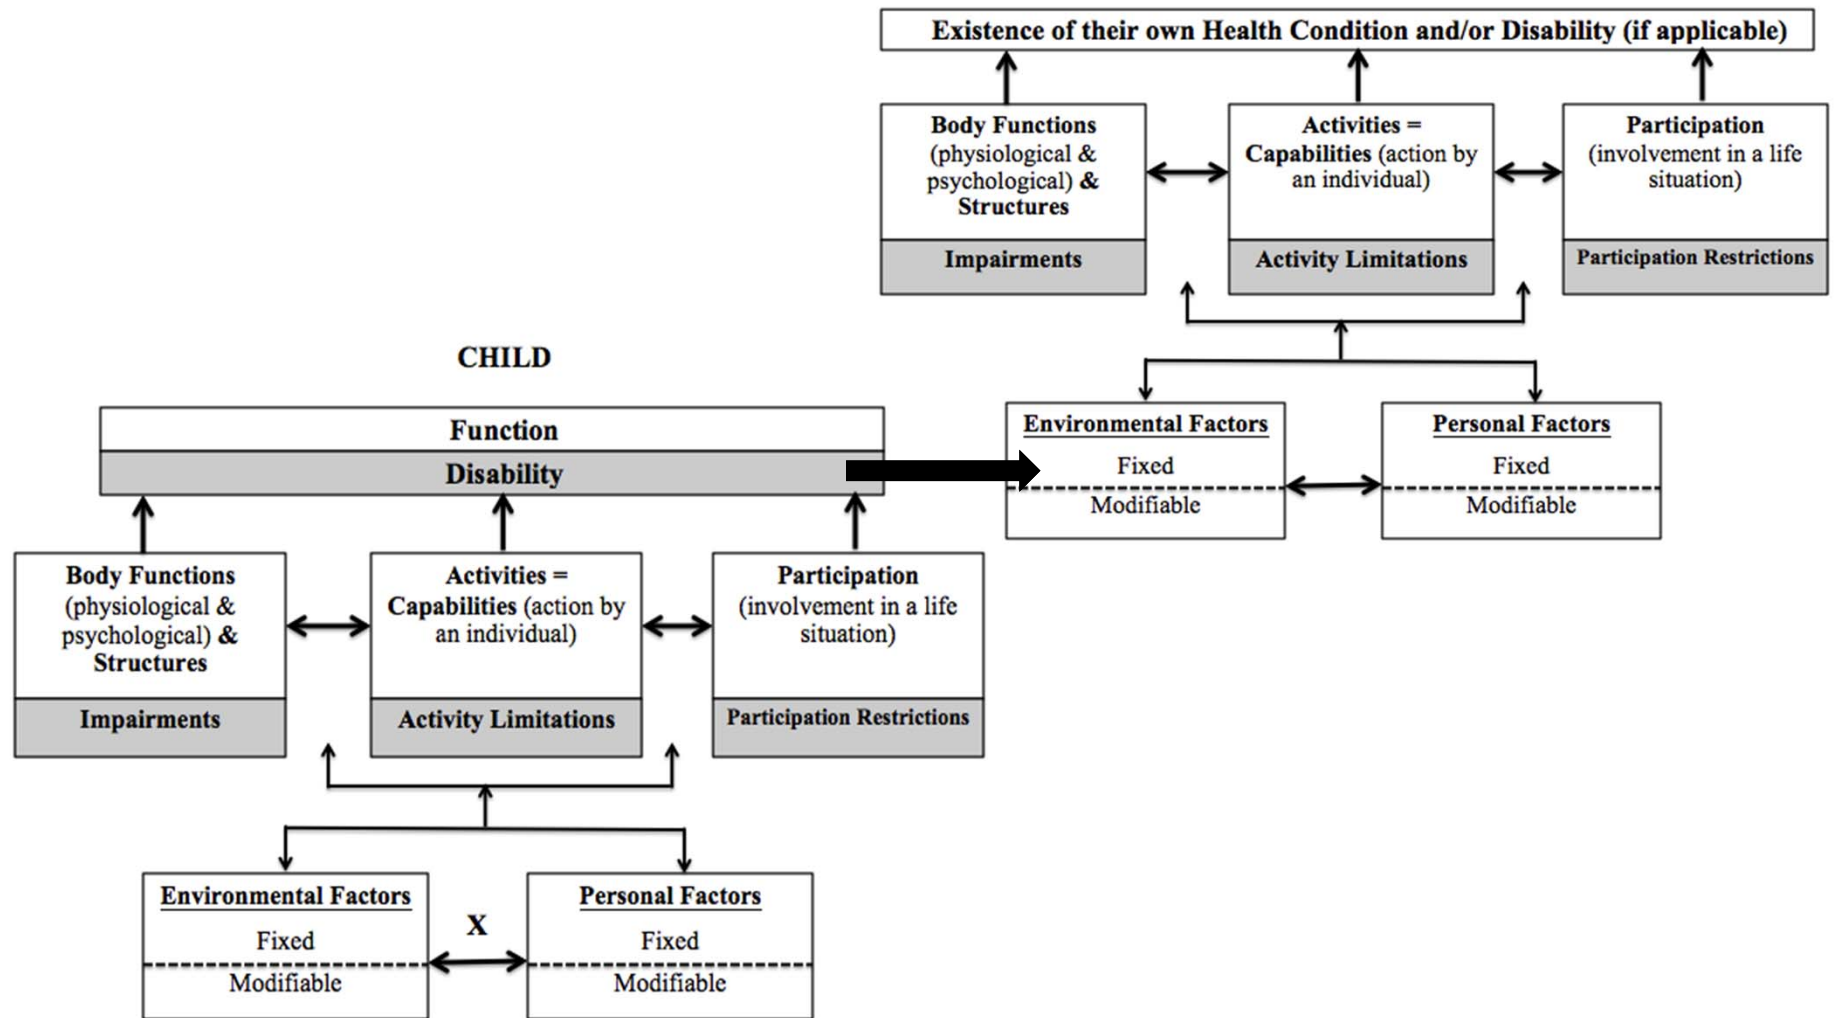 Existence of their own Health Condition and/or Disability (if applicable)
Body Functions
(physiological &
psychological) &
Structures
Impairments
Activities =
Capabilities (action by
an individual)
Activity Limitations
Participation
(involvement in a life
situation)
Participation Restrictions
Environmental Factors
Fixed
Modifiable
Personal Factors
Fixed
Modifiable
CHILD
Function
Disability
Body Functions
(physiological &
psychological) &
Structures
Impairments
Activities =
Capabilities (action by
an individual)
Activity Limitations
Participation
(involvement in a life
situation)
Participation Restrictions
Environmental Factors
Fixed
Modifiable
X
Personal Factors
Fixed
Modifiable